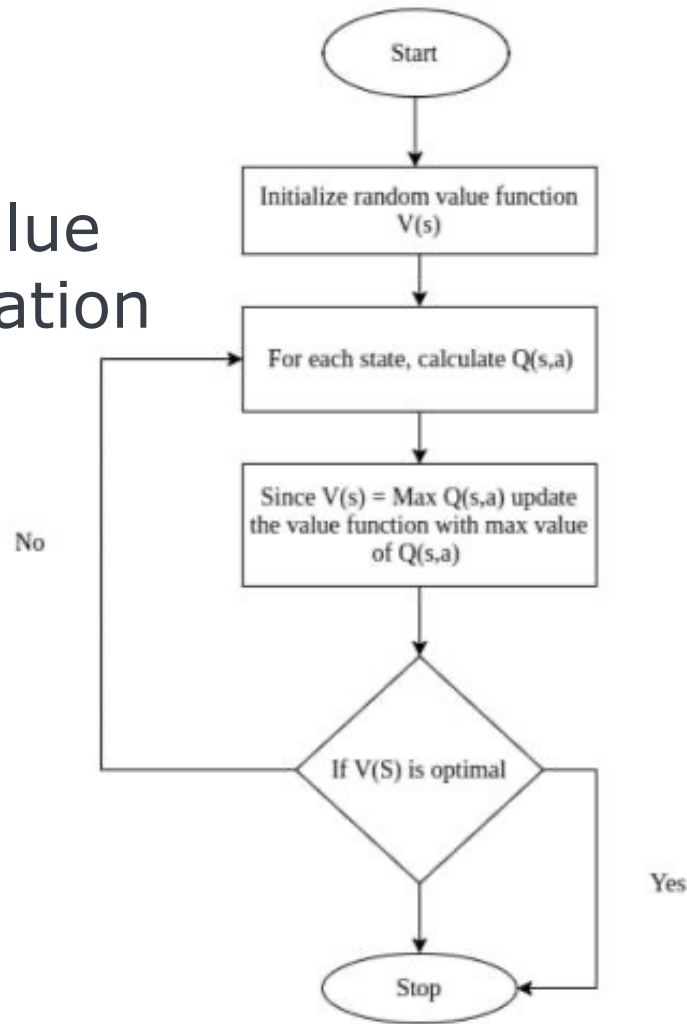 lue
ation
Start
Initialize random value function
V(s)
For each state, calculate Q(s,a)
Since V(s) = Max Q(s,a) update
the value function with max value
of Q(s,a)
No
If V(S) is optimal
Yes
Stop